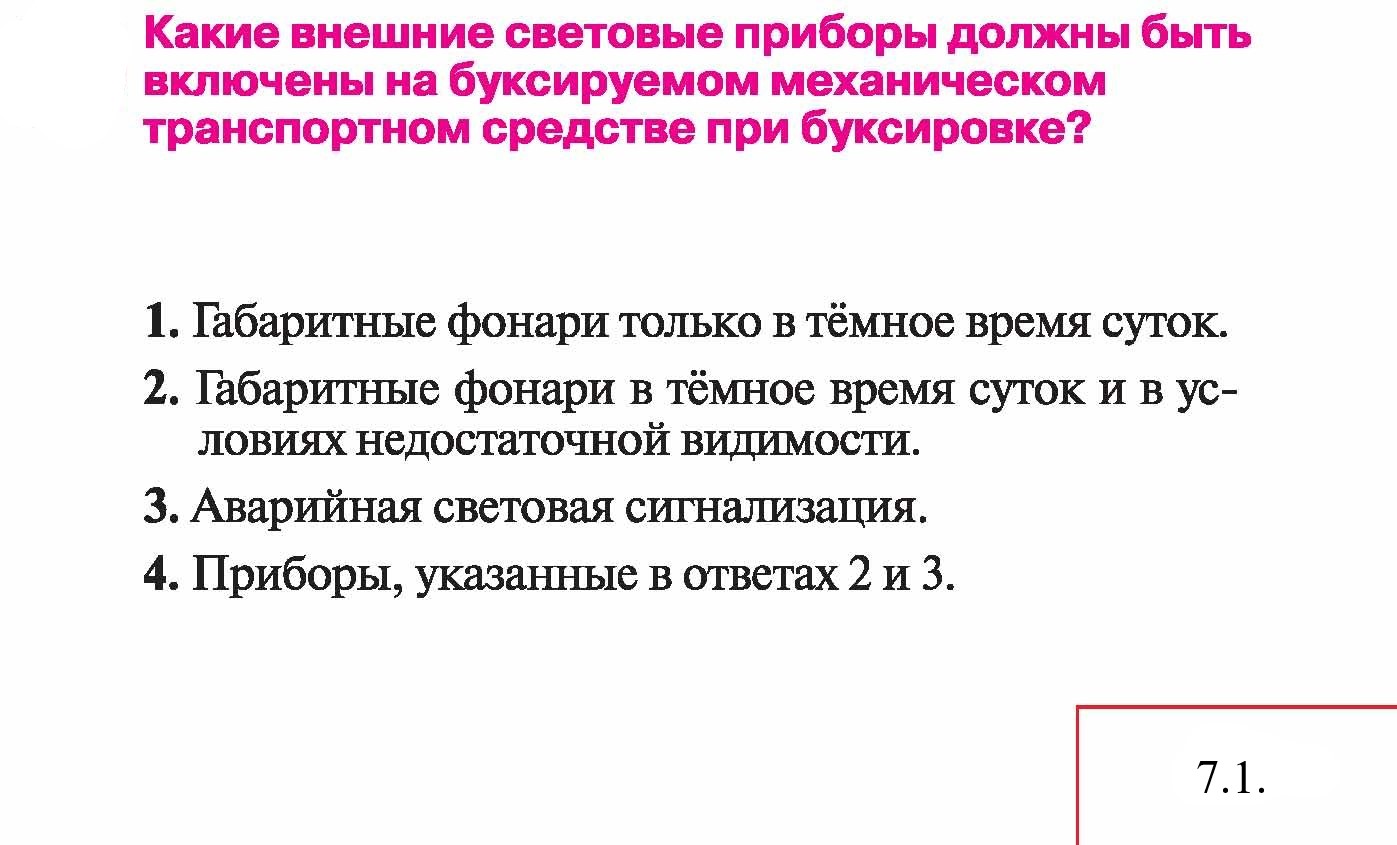 Какие внешние световые приборы должны быть
включены на буксируемом механическом
транспортном средстве при буксировке?
1. Габаритные фонари только в тёмное время суток.
2. Габаритные фонари в тёмное время суток и в ус-
ловиях недостаточной видимости.
3. Аварийная световая сигнализация.
4. Приборы, указанные в ответах 2 и 3.
7.1.